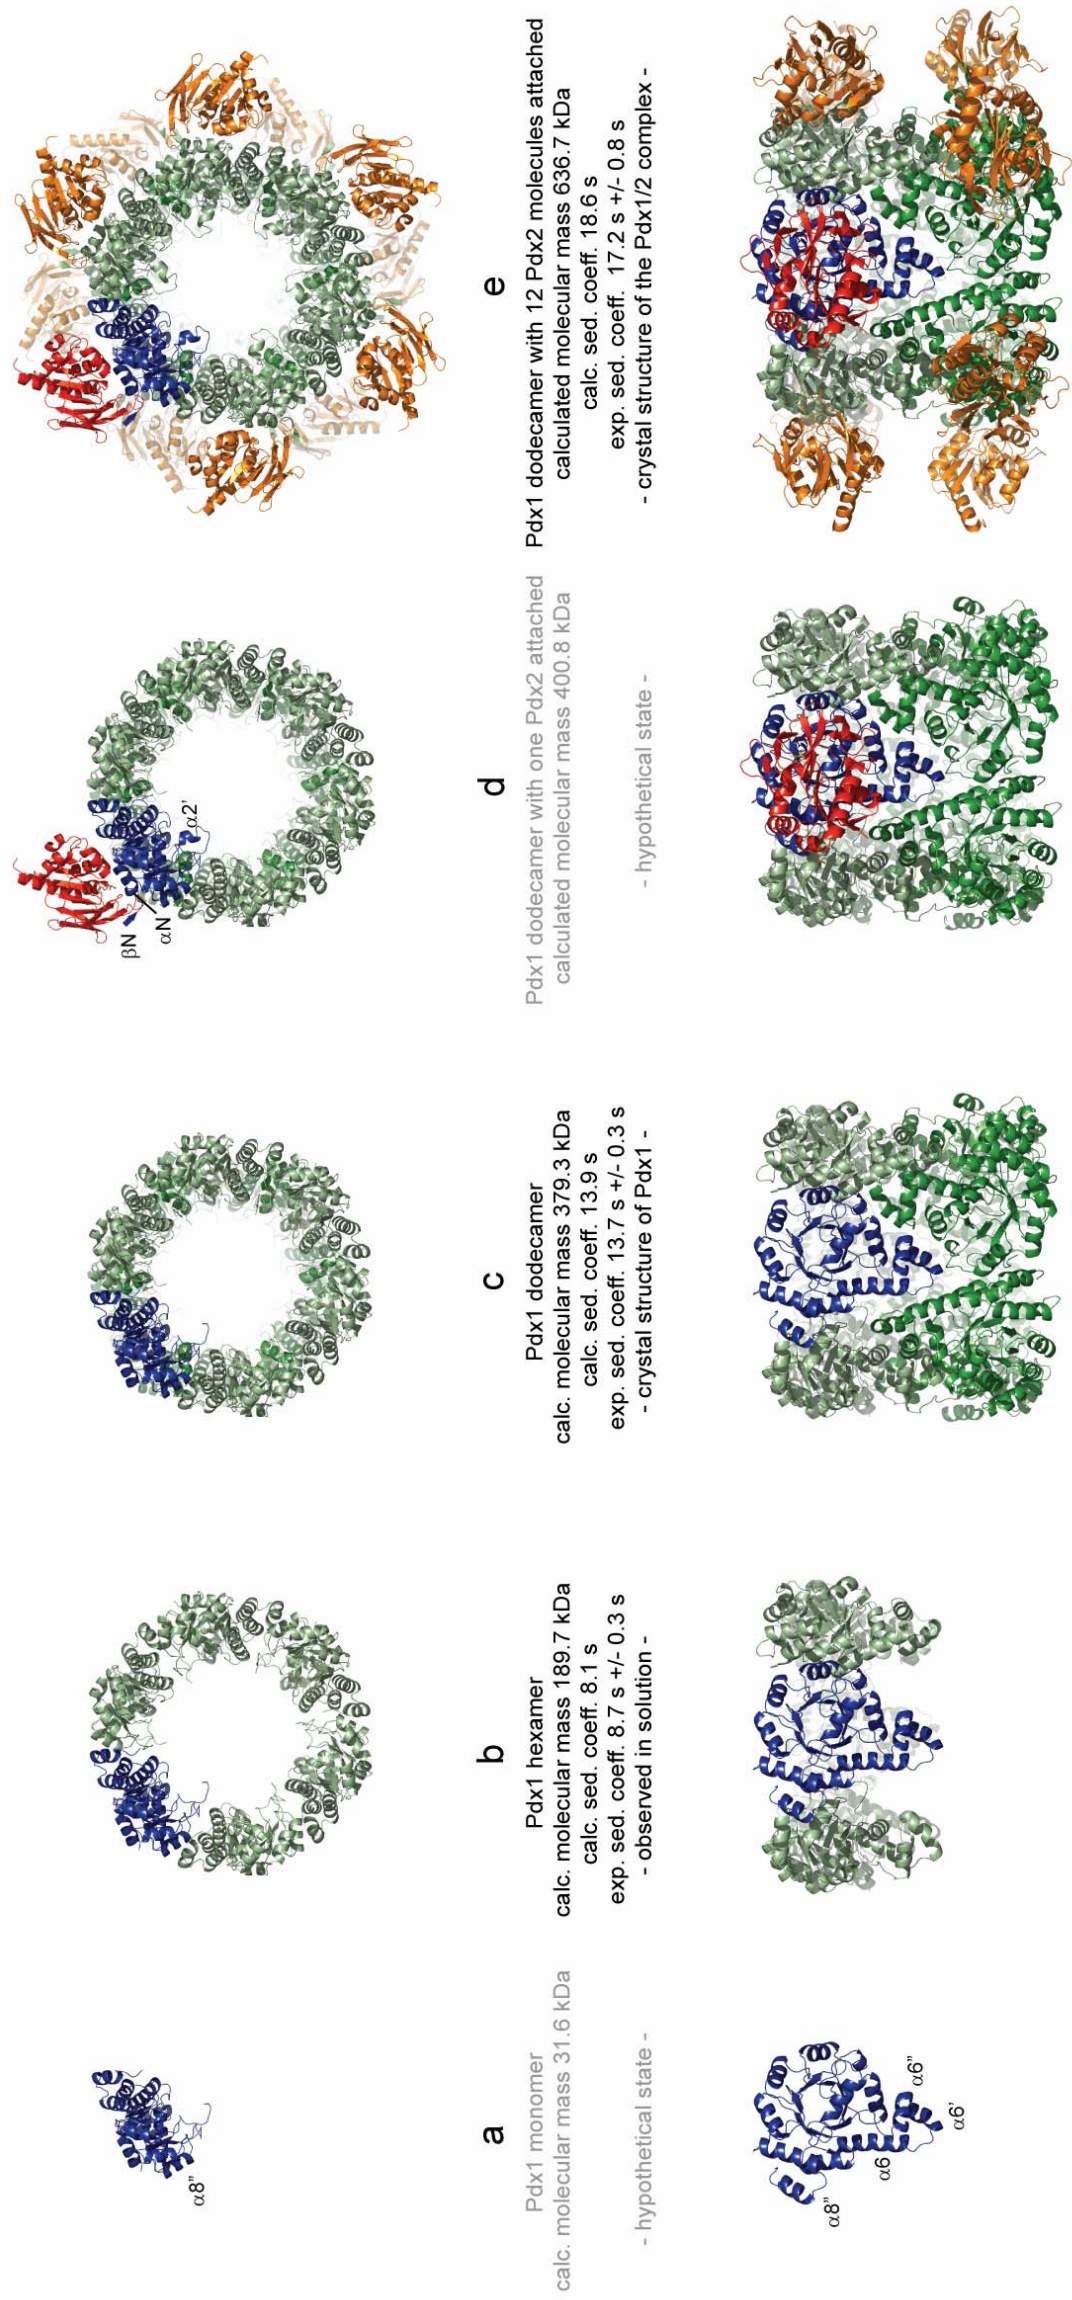 α8”
βN
αN
α2’
a
b
c
d
e
Pdx1 monomer
calc. molecular mass 31.6 kDa
- hypothetical state -
Pdx1 hexamer
calc. molecular mass 189.7 kDa
calc. sed. coeff. 8.1 s
exp. sed. coeff. 8.7 s +/- 0.3 s
- observed in solution -
Pdx1 dodecamer
calc. molecular mass 379.3 kDa
calc. sed. coeff. 13.9 s
exp. sed. coeff. 13.7 s +/- 0.3 s
- crystal structure of Pdx1 -
Pdx1 dodecamer with one Pdx2 attached
calculated molecular mass 400.8 kDa
- hypothetical state -
Pdx1 dodecamer with 12 Pdx2 molecules attached
calculated molecular mass 636.7 kDa
calc. sed. coeff. 18.6 s
exp. sed. coeff. 17.2 s +/- 0.8 s
- crystal structure of the Pdx1/2 complex -
α8”
α6
α6’
α6”